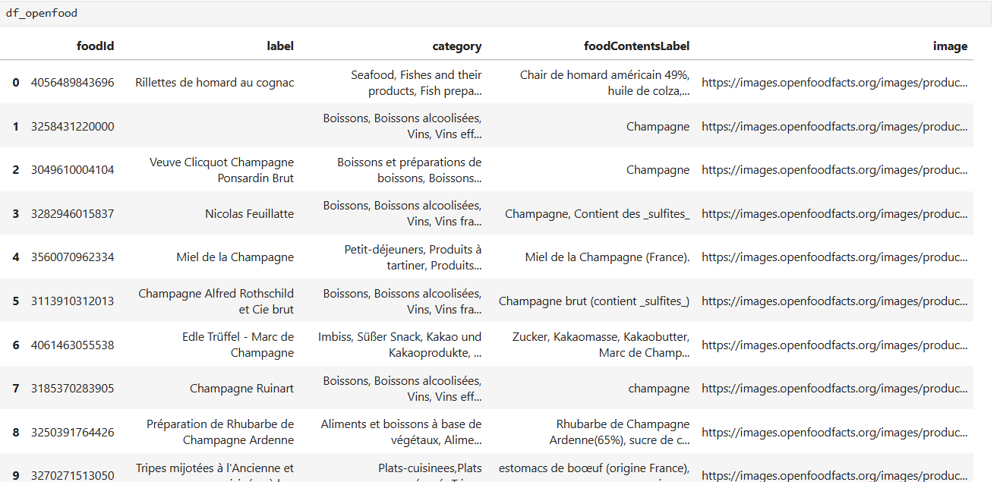 df_openfood
foodId label category foodContentsLabel image
0 4056489843696 Rillettes de homard au cognac Seafood, Fishes and their products, Fish prepa... Chair de homard américain 49%, huile de colza,... https://images.openfoodfacts.org/images/produc...
1 3258431220000 Boissons, Boissons alcoolisées, Vins, Vins eff... Champagne https://images.openfoodfacts.org/images/produc...
2 3049610004104 Veuve Clicquot Champagne Ponsardin Brut Boissons et préparations de boissons, Boissons... Champagne https://images.openfoodfacts.org/images/produc...
3 3282946015837 Nicolas Feuillatte Boissons, Boissons alcoolisées, Vins, Vins fra... Champagne, Contient des _sulfites_ https://images.openfoodfacts.org/images/produc...
4 3560070962334 Miel de la Champagne Petit-déjeuners, Produits à tartiner, Produits... Miel de la Champagne (France). https://images.openfoodfacts.org/images/produc...
5 3113910312013 Champagne Alfred Rothschild et Cie brut Boissons, Boissons alcoolisées, Vins, Vins fra... Champagne brut (contient _sulfites_) https://images.openfoodfacts.org/images/produc...
6 4061463055538 Edle Trüffel - Marc de Champagne Imbiss, Süßer Snack, Kakao und Kakaoprodukte, ... Zucker, Kakaomasse, Kakaobutter, Marc de Champ... https://images.openfoodfacts.org/images/produc...
7 3185370283905 Champagne Ruinart Boissons, Boissons alcoolisées, Vins, Vins eff... champagne https://images.openfoodfacts.org/images/produc...
8 3250391764426 Préparation de Rhubarbe de Champagne Ardenne Aliments et boissons à base de végétaux, Alime... Rhubarbe de Champagne Ardenne(65%), sucre de c... https://images.openfoodfacts.org/images/produc...
9 3270271513050 Tripes mijotées à l'Ancienne et Plats-cuisinees,Plats estomacs de boœuf (origine France), https://images.openfoodfacts.org/images/produc...